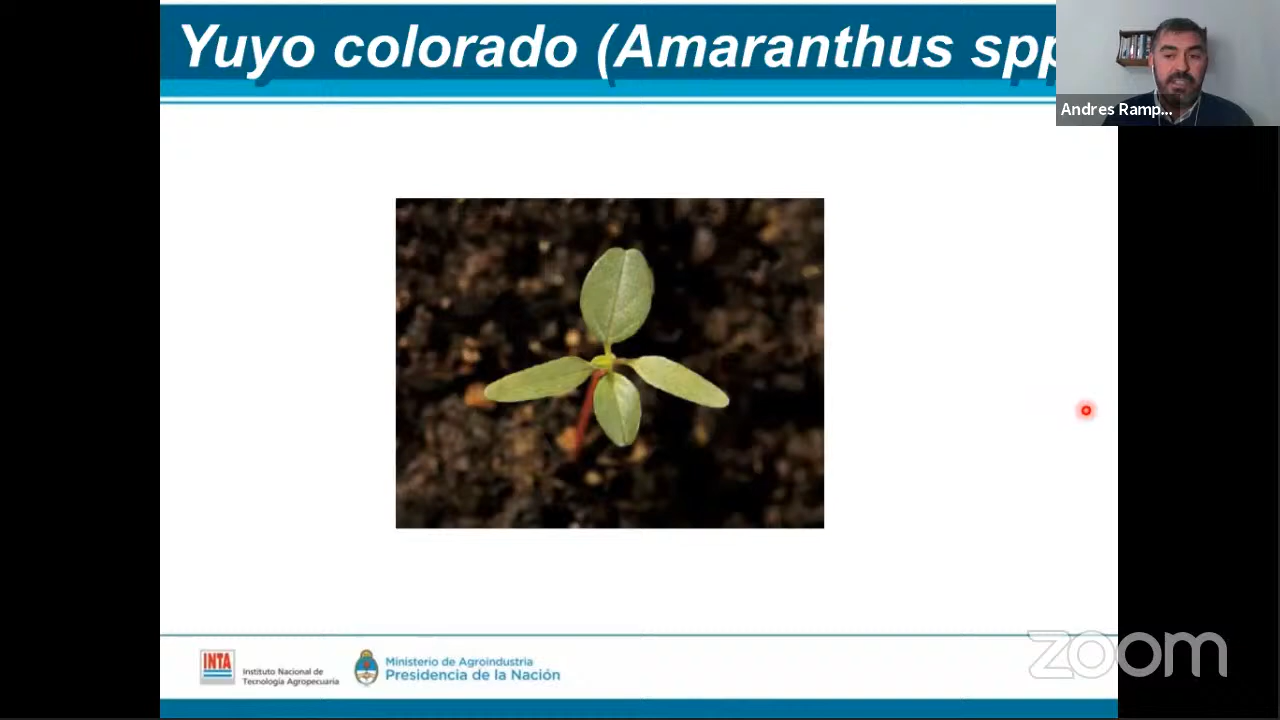 Yuyo colorado (Amaranthus spp
Andres Ramp...
INTA
Instituto Nacional de
Tecnología Agropecuaria
Ministerio de Agroindustria
Presidencia de la Nación
zoom